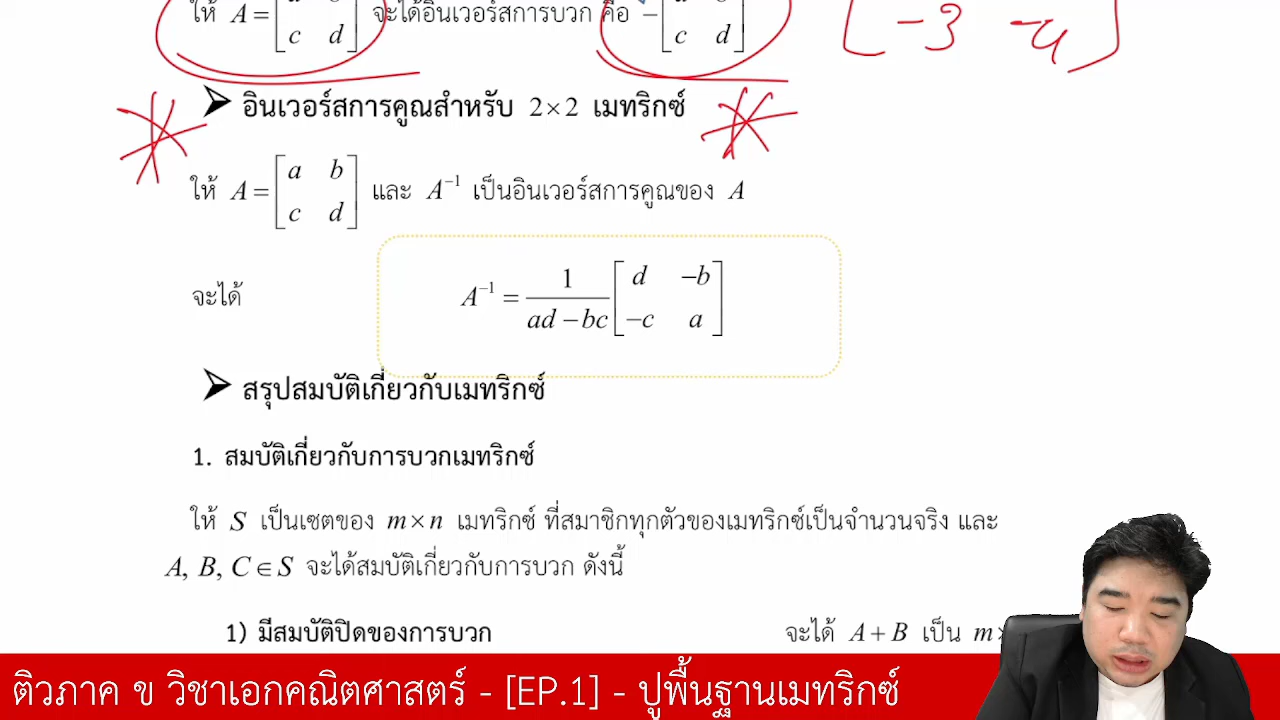 ให้ A = [ จะได้อินเวอร์สการบวก คือ – [
c d c d
-3 -4
➤ อินเวอร์สการคูณสำหรับ 2×2 เมทริกซ์
a b
ให้ A = และ A⁻¹ เป็นอินเวอร์สการคูณของ A
c d
จะได้ A⁻¹ = 1/(ad – bc) [d –b
–c a]
➤ สรุปสมบัติเกี่ยวกับเมทริกซ์
1. สมบัติเกี่ยวกับการบวกเมทริกซ์
ให้ S เป็นเซตของ m×n เมทริกซ์ ที่สมาชิกทุกตัวของเมทริกซ์เป็นจำนวนจริง และ
A, B, C ∈ S จะได้สมบัติเกี่ยวกับการบวก ดังนี้
1) มีสมบัติปิดของการบวก จะได้ A + B เป็น m×
ติวภาค ข วิชาเอกคณิตศาสตร์ - [EP.1] - ปูพื้นฐานเมทริกซ์